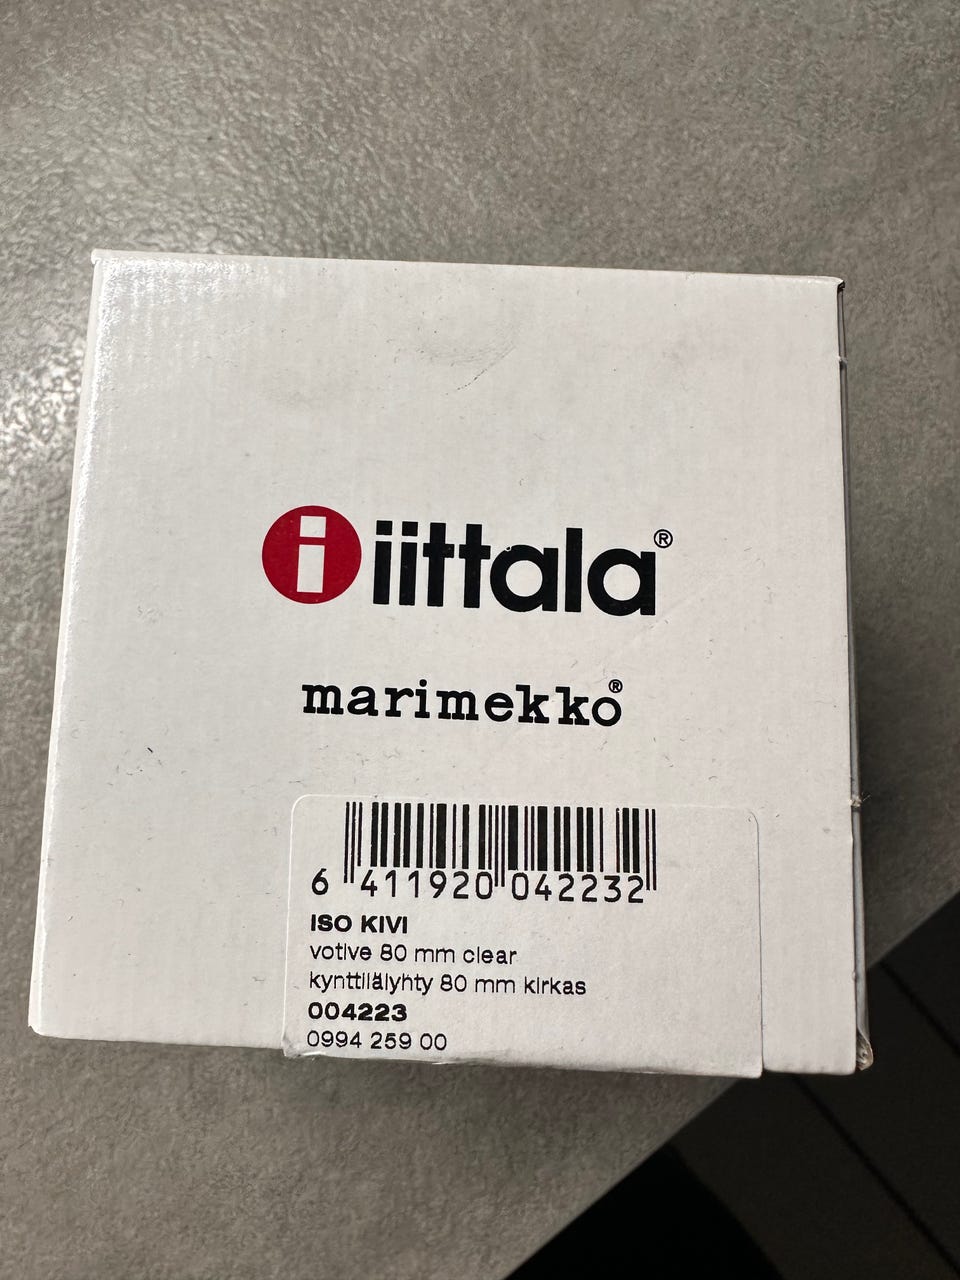 i iittala®
marimekko®
6 411920 042232
ISO KIVI
votive 80 mm clear
kynttilälyhty 80 mm kirkas
004223
0994 259 00